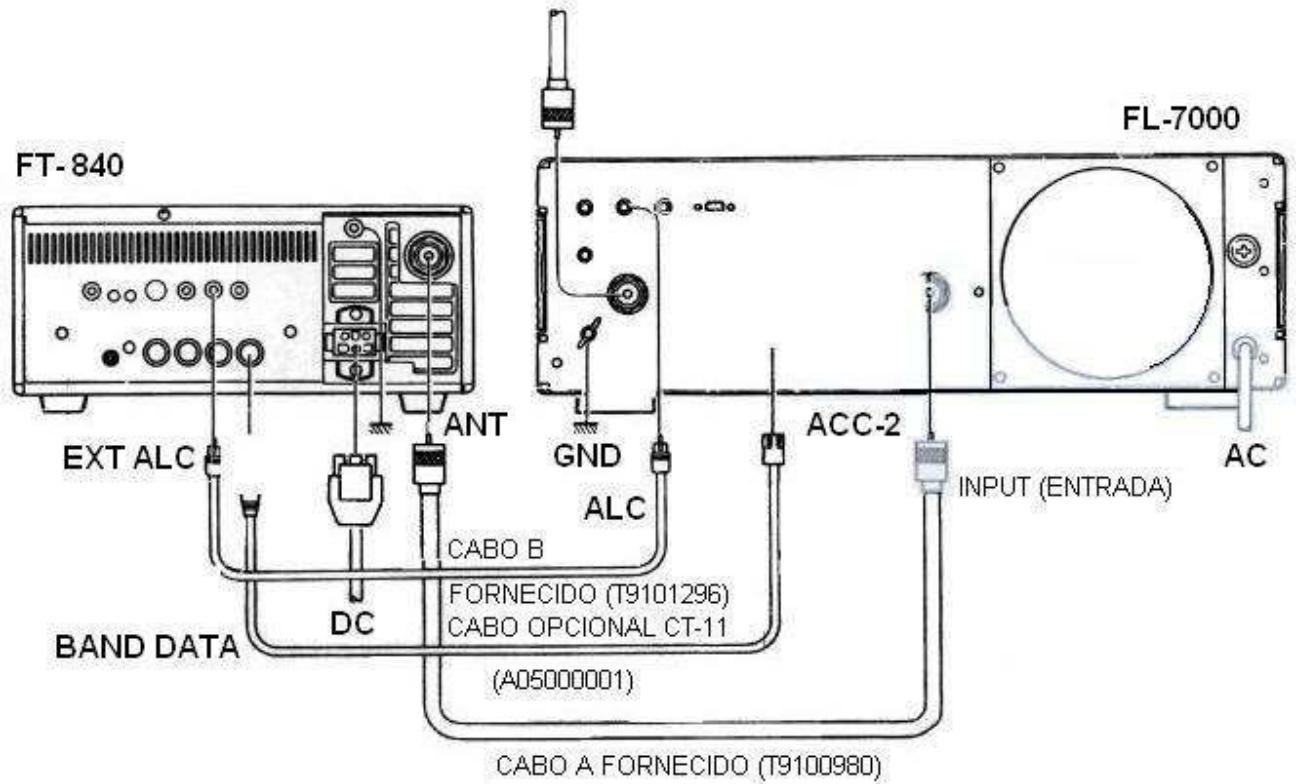 FL-7000
FT-840
ANT
ACC-2
EXT ALC
GND
AC
INPUT (ENTRADA)
ALC
CABO B
FORNECIDO (T9101296)
DC
CABO OPCIONAL CT-11
BAND DATA
(A05000001)
CABO A FORNECIDO (T9100980)